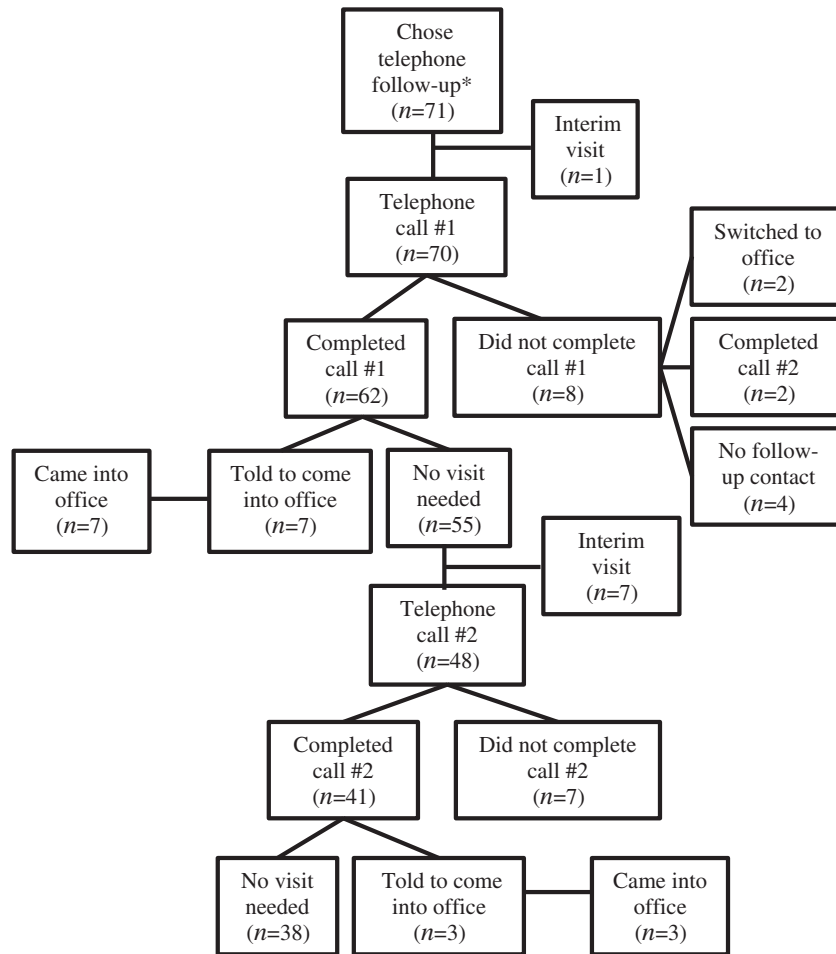 Chose
telephone
follow-up*
(n=71)
Interim
visit
(n=1)
Telephone
call #1
(n=70)
Switched to
office
(n=2)
Completed
call #1
(n=62)
Did not complete
call #1
(n=8)
Completed
call #2
(n=2)
No follow-
up contact
(n=4)
Came into
office
(n=7)
Told to come
into office
(n=7)
No visit
needed
(n=55)
Interim
visit
(n=7)
Telephone
call #2
(n=48)
Completed
call #2
(n=41)
Did not complete
call #2
(n=7)
No visit
needed
(n=38)
Told to come
into office
(n=3)
Came into
office
(n=3)